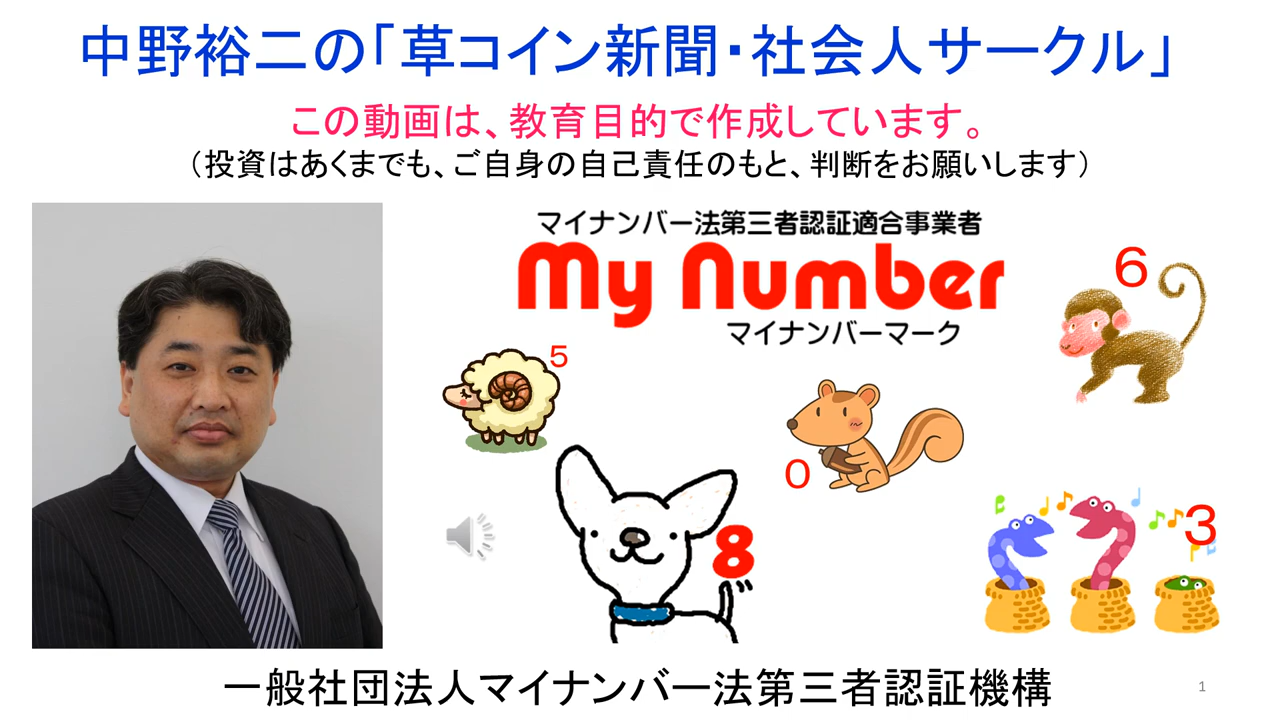 中野裕二の「草コイン新聞・社会人サークル」
この動画は、教育目的で作成しています。
（投資はあくまでも、ご自身の自己責任のもと、判断をお願いします）
マイナンバー法第三者認証適合事業者
My Number
マイナンバーマーク
6
5
0
8
3
一般社団法人マイナンバー法第三者認証機構
1